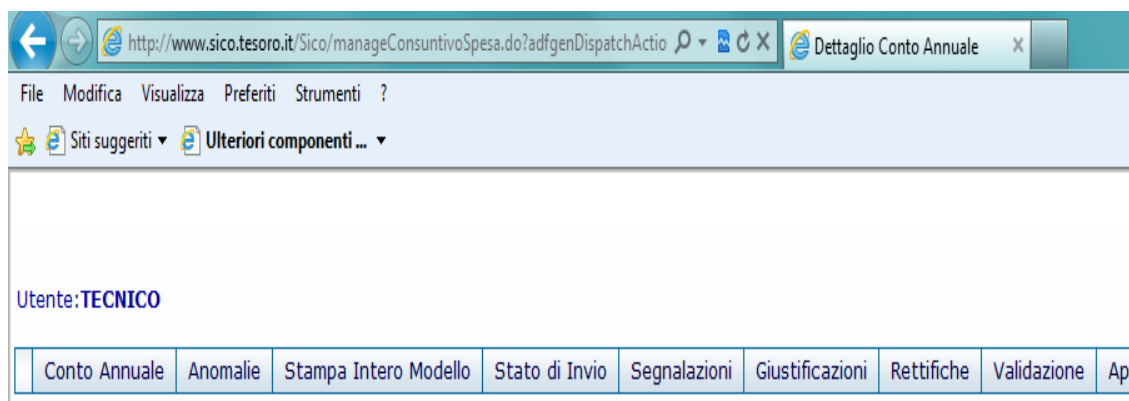 http://www.sico.tesoro.it/Sico/manageConsuntivoSpesa.do?adfgenDispatchActio Dettaglio Conto Annuale
File Modifica Visualizza Preferiti Strumenti ?
Siti suggeriti Ulteriori componenti ...
Utente:TECNICO
Conto Annuale Anomalie Stampa Intero Modello Stato di Invio Segnalazioni Giustificazioni Rettifiche Validazione Ap